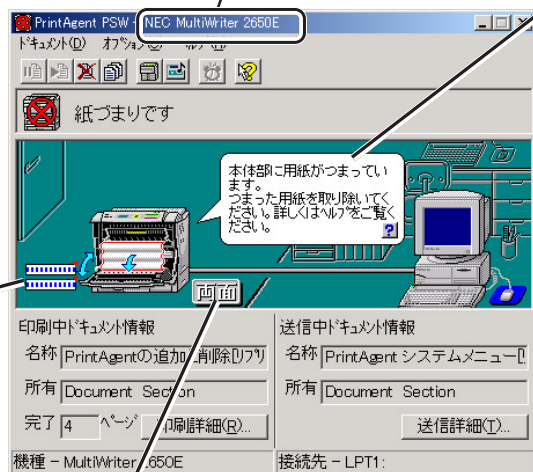 PrintAgent PSW - NEC MultiWriter 2650E
ﾄﾞｷｭﾒﾝﾄ(D)
紙づまりです
本体部に用紙がつまってい
ます。
つまった用紙を取り除いてく
ださい。詳しくはﾍﾙﾌﾟをご覧く
ださい。
両面
印刷中ﾄﾞｷｭﾒﾝﾄ情報
名称 PrintAgentの追加 削除[ﾘﾌﾟﾘ
所有 Document Section
完了 4 ﾍﾟｰｼﾞ 印刷詳細(R)...
機種 - MultiWriter 2650E
送信中ﾄﾞｷｭﾒﾝﾄ情報
名称 PrintAgent システムメニュー[ﾘ
所有 Document Section
送信詳細(T)...
接続先 - LPT1: